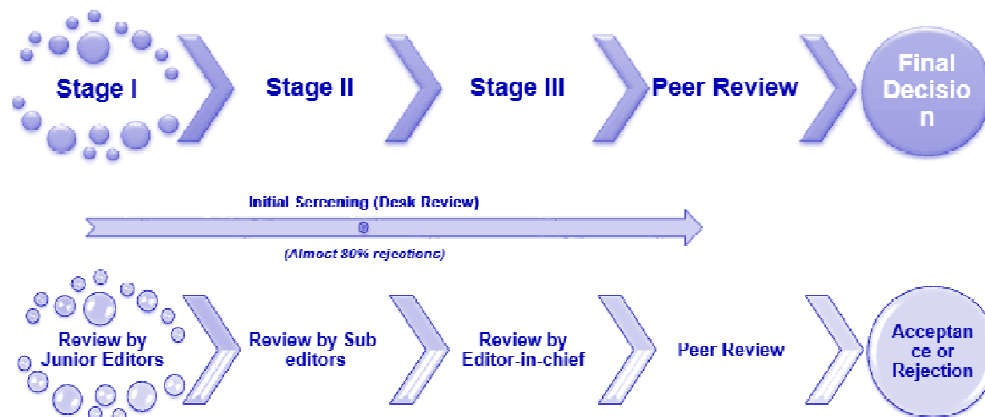 Stage I
Stage II
Stage III
Peer Review
Final
Decisio
n
Initial Screening (Desk Review)
(Almost 80% rejections)
Review by
Junior Editors
Review by Sub
editors
Review by
Editor-in-chief
Peer Review
Acceptan
ce or
Rejection